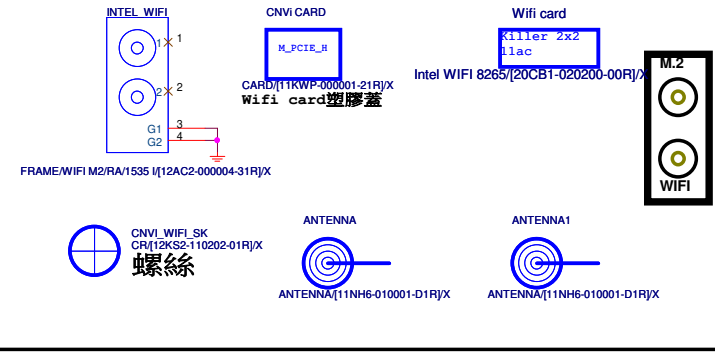 INTEL WIFI
1
1
2
2
G1
3
G2
4
FRAME/WIFI M2/RA/1535 I/[12AC2-000004-31R]/X
CNVi CARD
M_PCIE_H
CARD/[11KWP-000001-21R]/X
Wifi card塑膠蓋
Wifi card
Killer 2x2
11ac
Intel WIFI 8265/[20CB1-020200-00R]/X
M.2
WIFI
CNVI_WIFI_SK
CR/[12KS2-110202-01R]/X
螺絲
ANTENNA
ANTENNA/[11NH6-010001-D1R]/X
ANTENNA1
ANTENNA/[11NH6-010001-D1R]/X